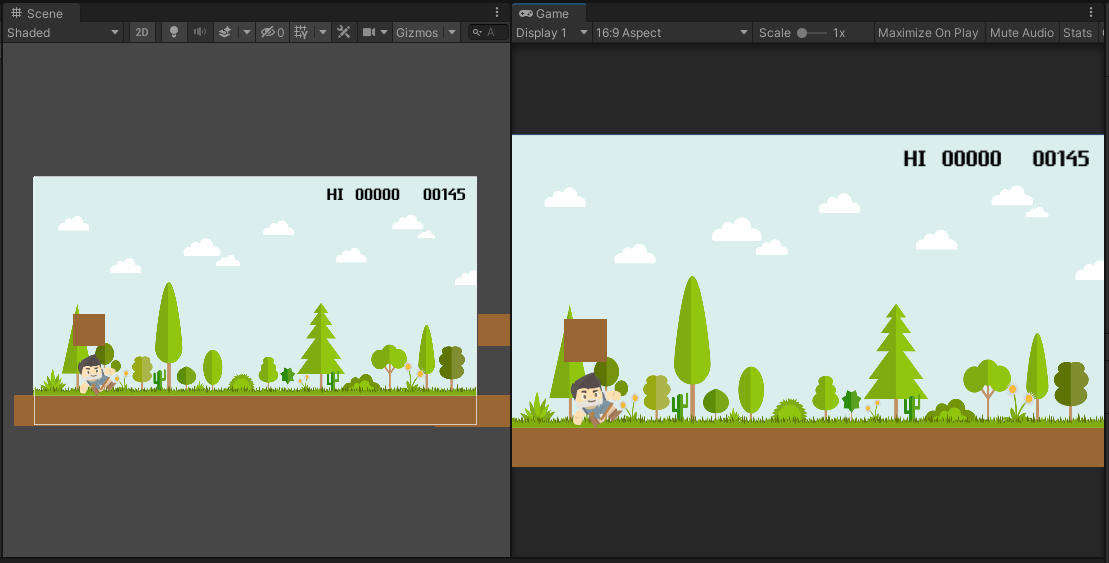 Scene
Shaded 2D 0 Gizmos A
HI 00000 00145
Game
Display 1 16:9 Aspect Scale 1x Maximize On Play Mute Audio Stats
HI 00000 00145